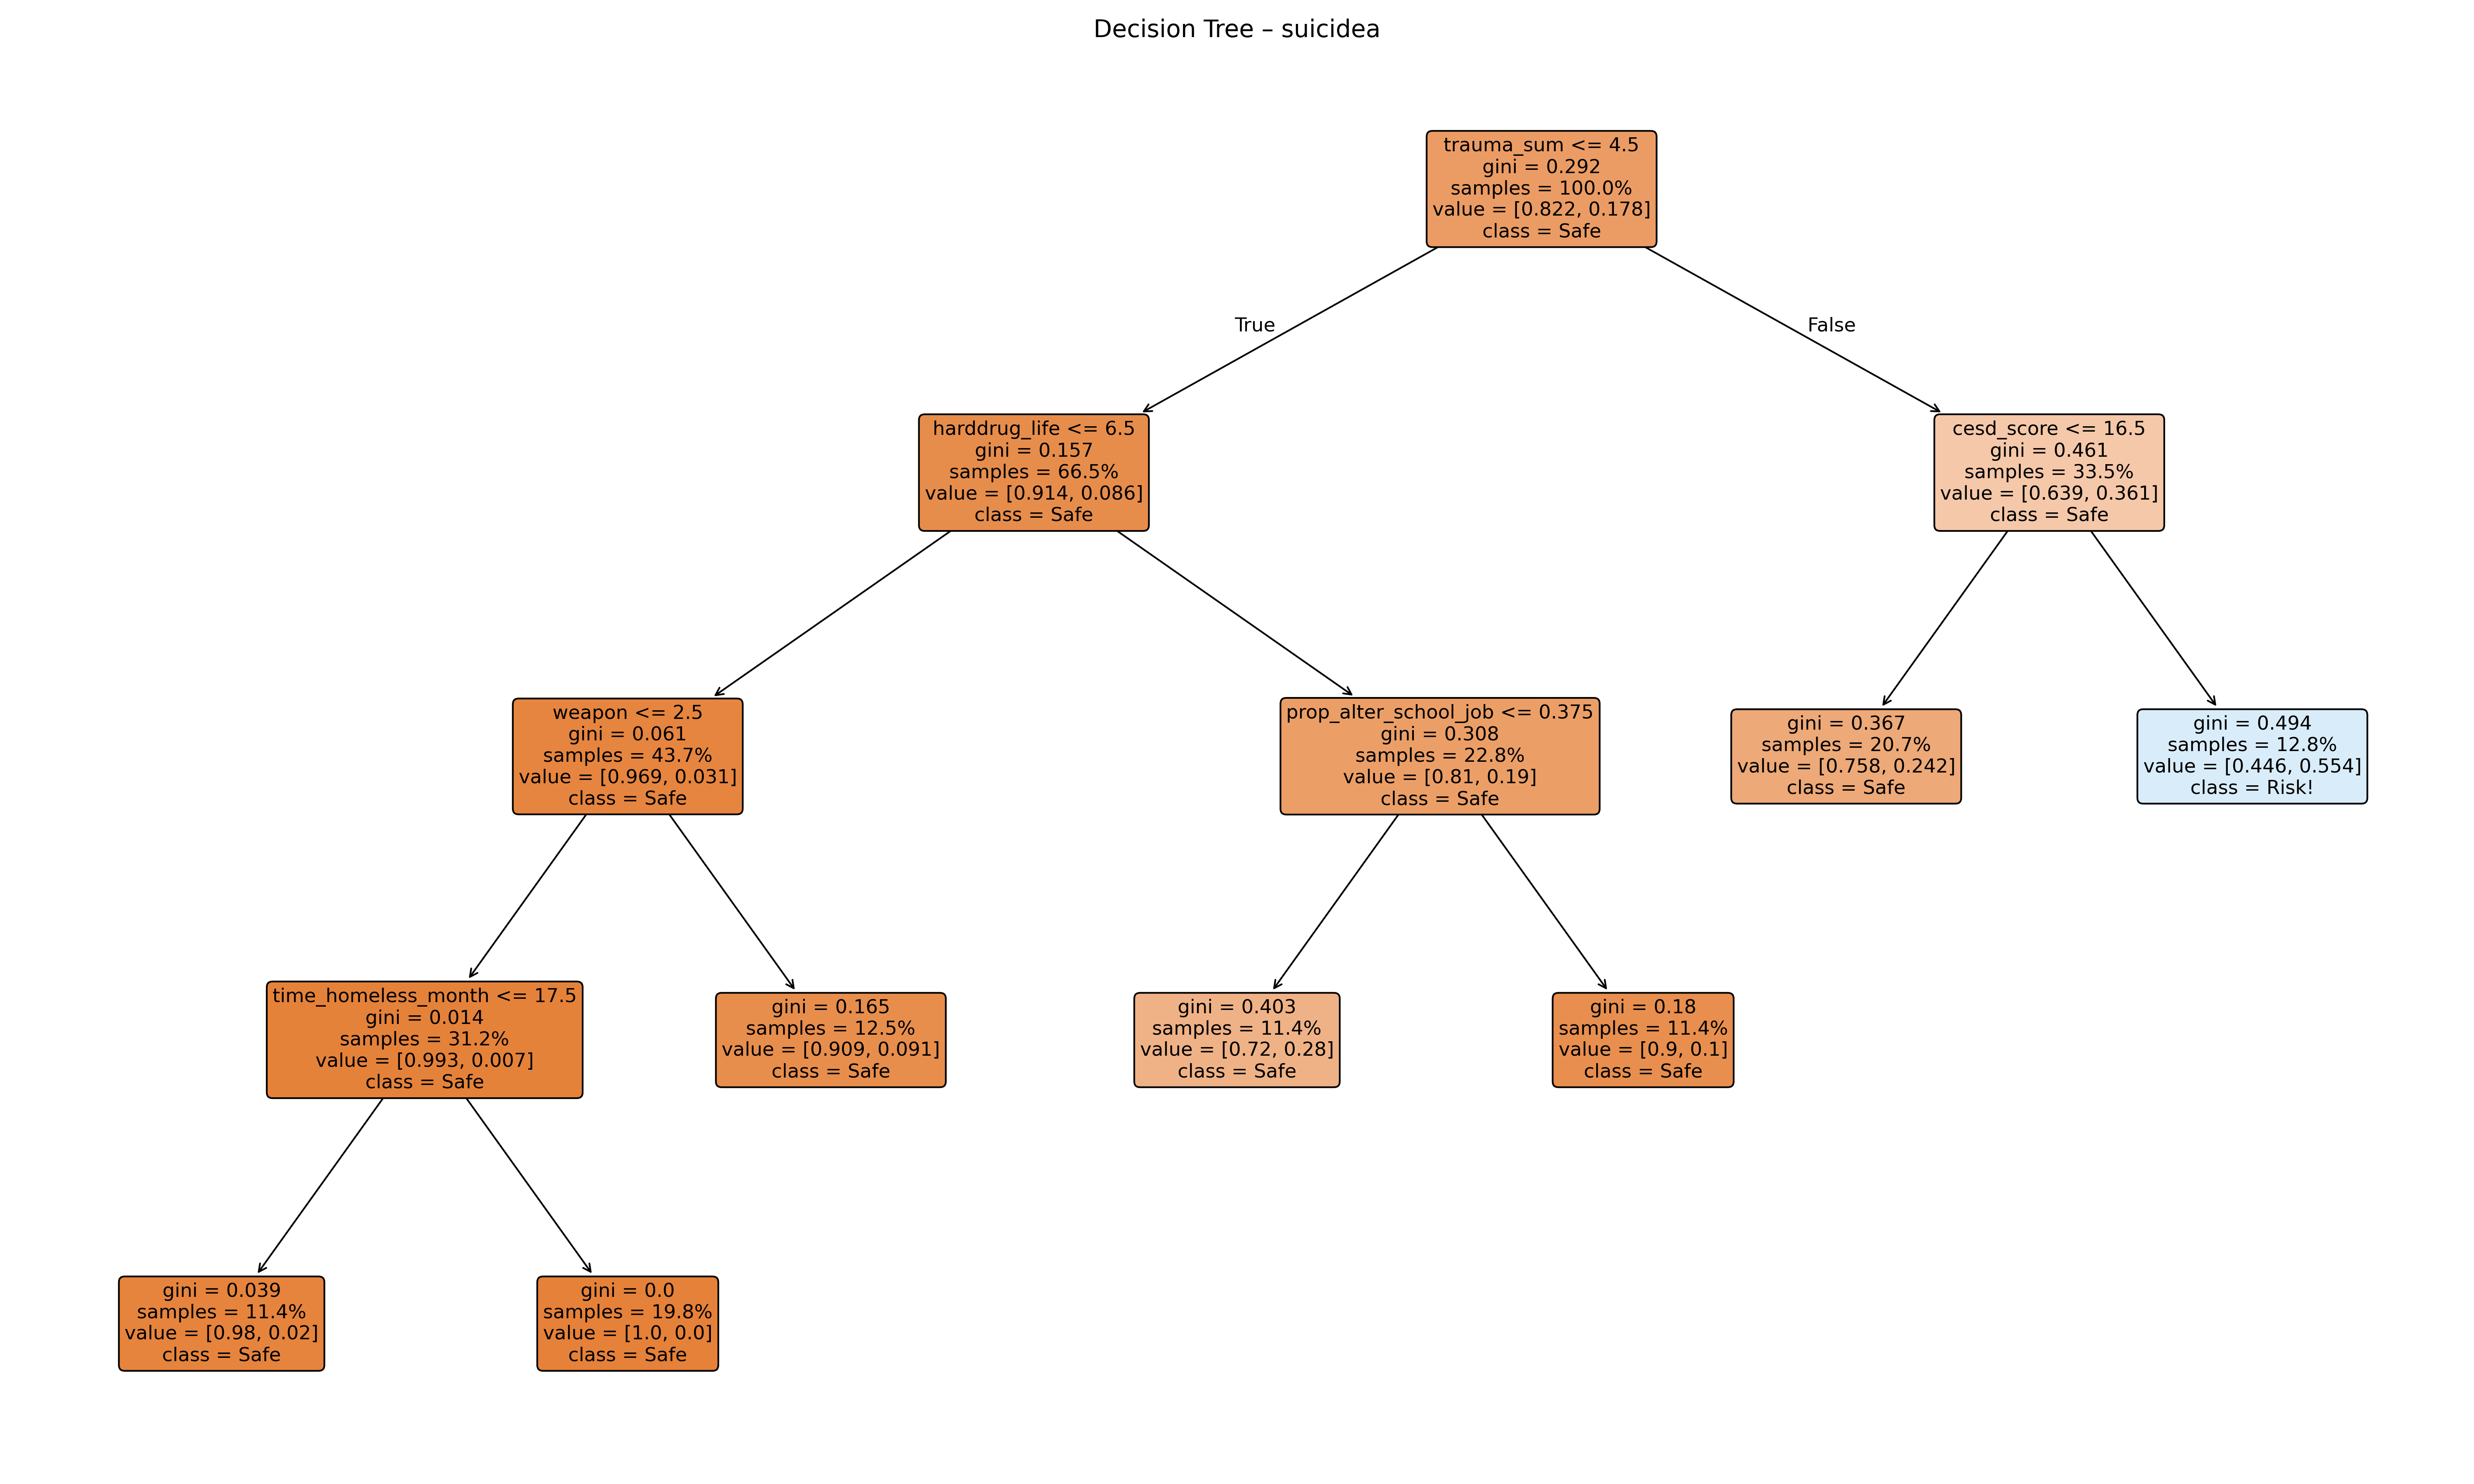 Decision Tree – suicidea
trauma_sum <= 4.5
gini = 0.292
samples = 100.0%
value = [0.822, 0.178]
class = Safe
True
False
harddrug_life <= 6.5
gini = 0.157
samples = 66.5%
value = [0.914, 0.086]
class = Safe
cesd_score <= 16.5
gini = 0.461
samples = 33.5%
value = [0.639, 0.361]
class = Safe
weapon <= 2.5
gini = 0.061
samples = 43.7%
value = [0.969, 0.031]
class = Safe
prop_alter_school_job <= 0.375
gini = 0.308
samples = 22.8%
value = [0.81, 0.19]
class = Safe
gini = 0.367
samples = 20.7%
value = [0.758, 0.242]
class = Safe
gini = 0.494
samples = 12.8%
value = [0.446, 0.554]
class = Risk!
time_homeless_month <= 17.5
gini = 0.014
samples = 31.2%
value = [0.993, 0.007]
class = Safe
gini = 0.165
samples = 12.5%
value = [0.909, 0.091]
class = Safe
gini = 0.403
samples = 11.4%
value = [0.72, 0.28]
class = Safe
gini = 0.18
samples = 11.4%
value = [0.9, 0.1]
class = Safe
gini = 0.039
samples = 11.4%
value = [0.98, 0.02]
class = Safe
gini = 0.0
samples = 19.8%
value = [1.0, 0.0]
class = Safe